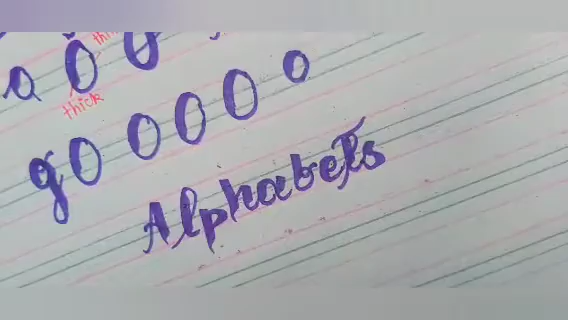 a o o
thick
go o o o o
Alphabets